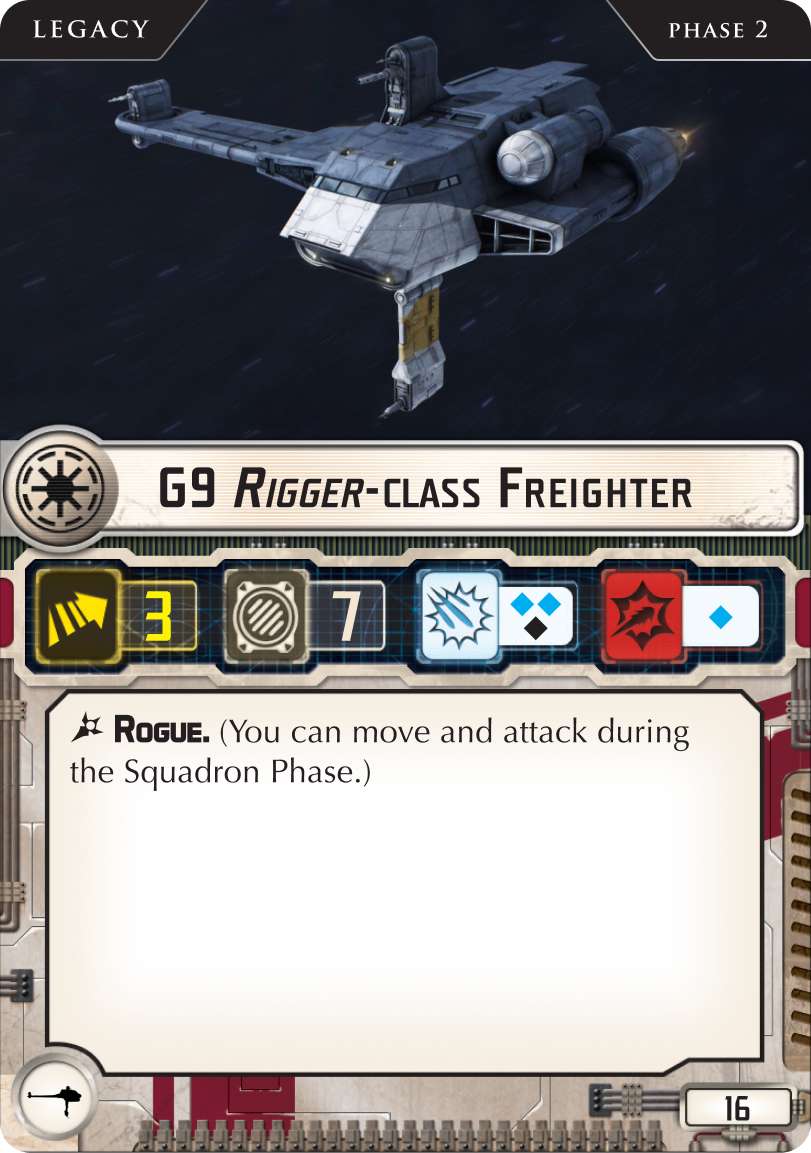 LEGACY
PHASE 2
G9 RIGGER-CLASS FREIGHTER
3 7
ROGUE. (You can move and attack during
the Squadron Phase.)
16